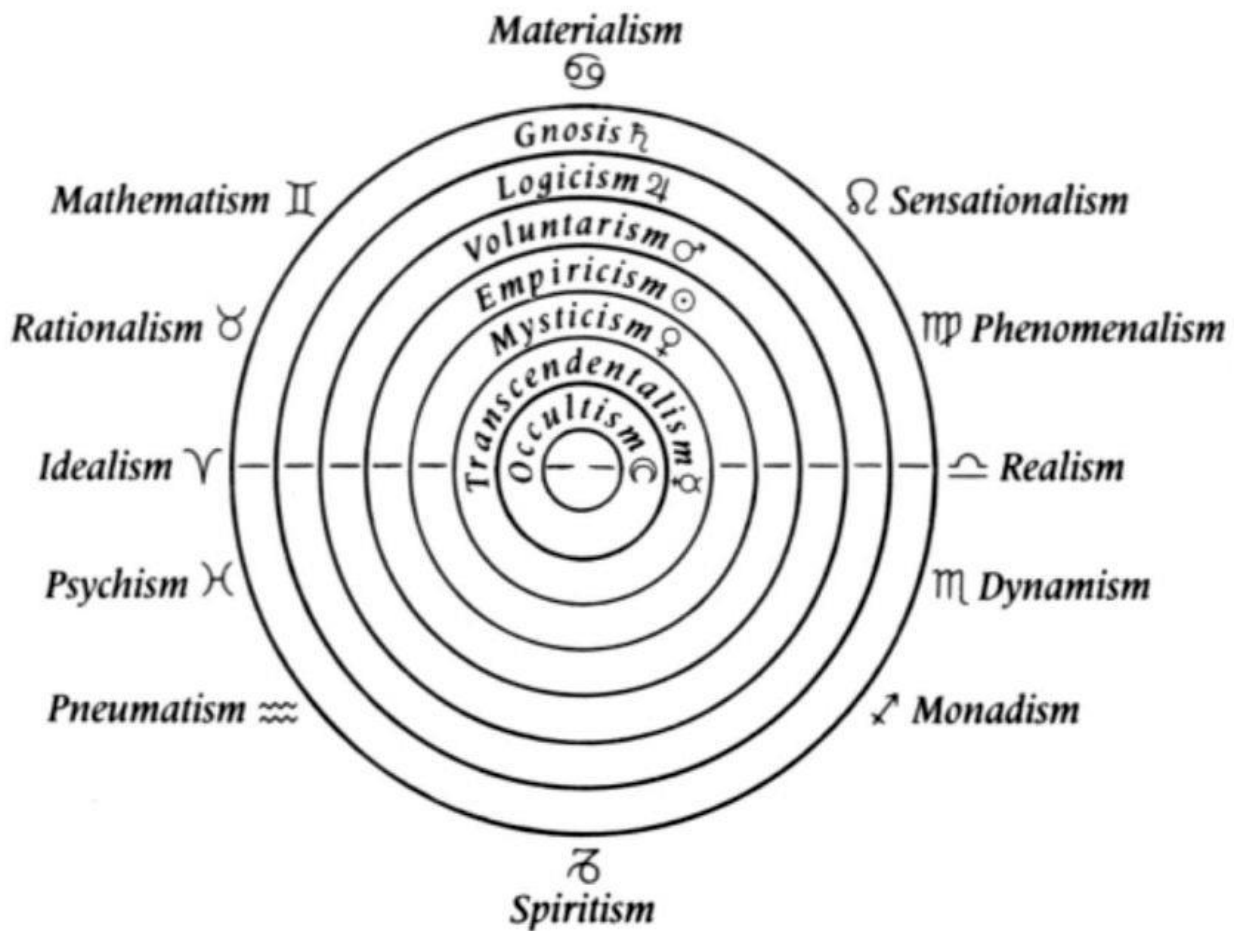 Materialism
♋
Gnosis ♄
Logicism ♃
Mathematism ♊
♌ Sensationalism
Voluntarism ♂
Empiricism ☉
Mysticism ♀
Rationalism ♉
♍ Phenomenalism
Transcendentalism ☿
Occultism ☾
Idealism ♈
♎ Realism
Psychism ♓
♏ Dynamism
Pneumatism ♒
♐ Monadism
♑
Spiritism